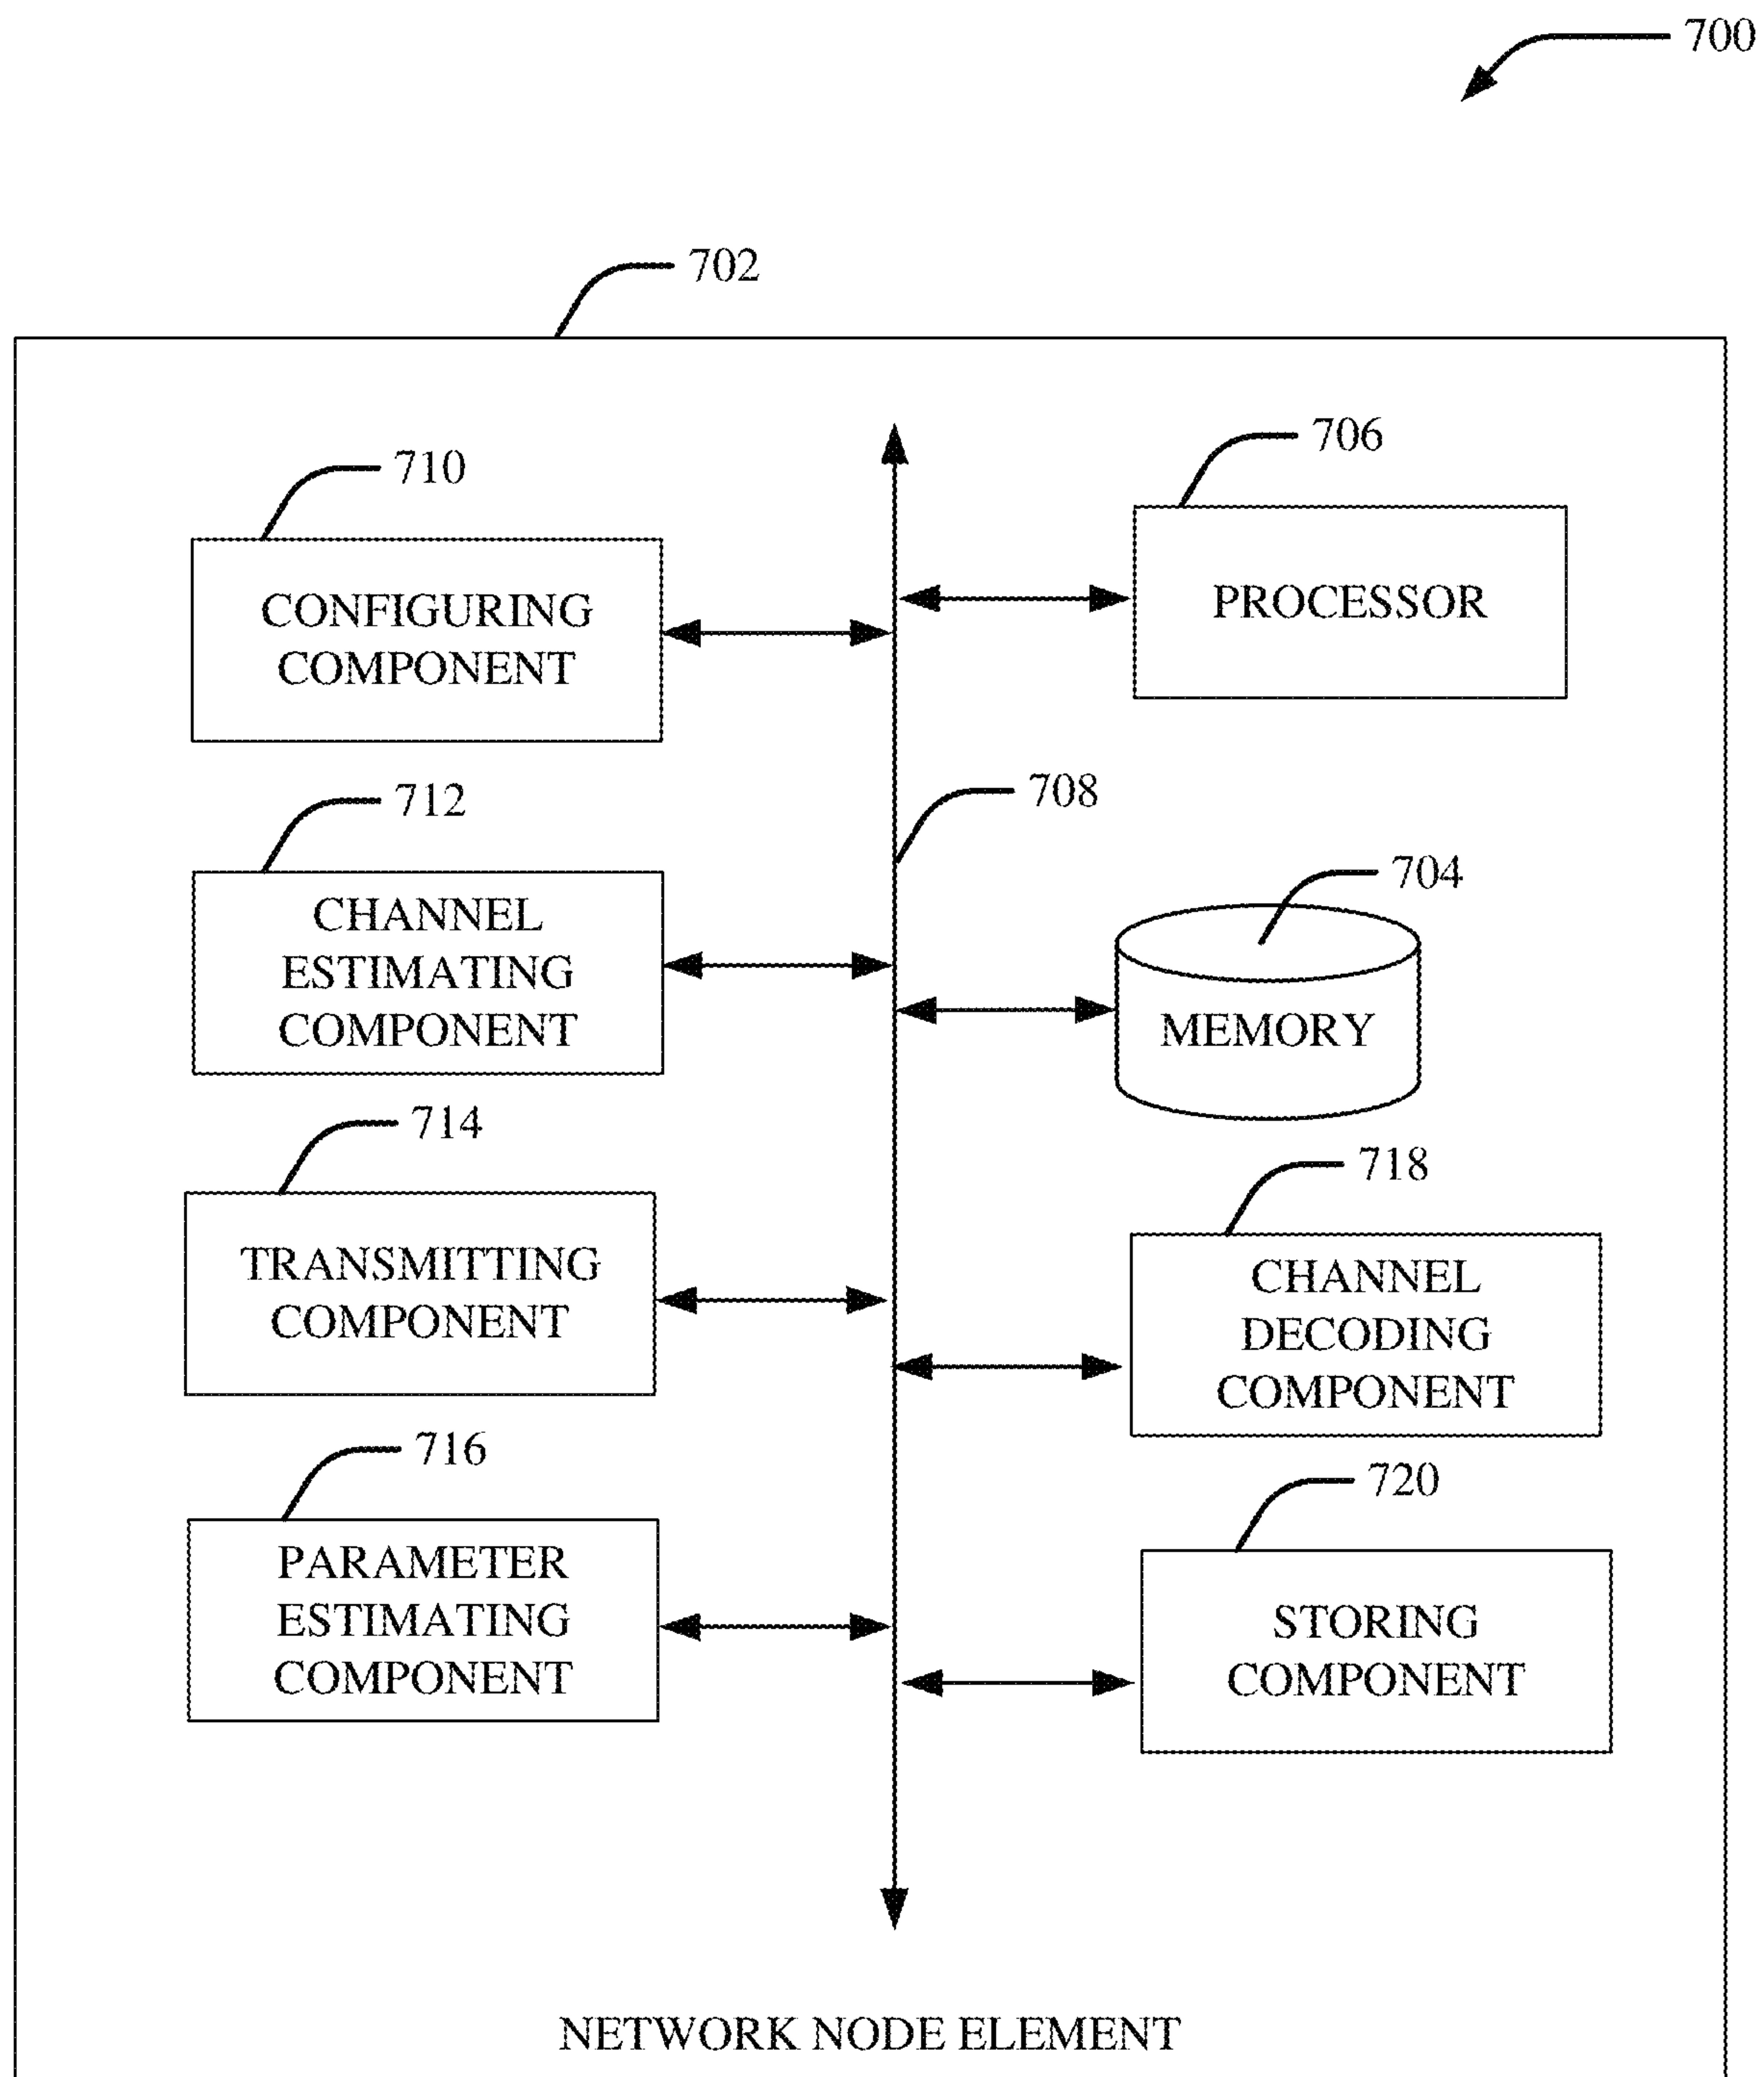 700
702
706
710
PROCESSOR
CONFIGURING
COMPONENT
708
712
704
CHANNEL
ESTIMATING
COMPONENT
MEMORY
714
718
TRANSMITTING
COMPONENT
CHANNEL
DECODING
COMPONENT
716
720
PARAMETER
ESTIMATING
COMPONENT
STORING
COMPONENT
NETWORK NODE ELEMENT